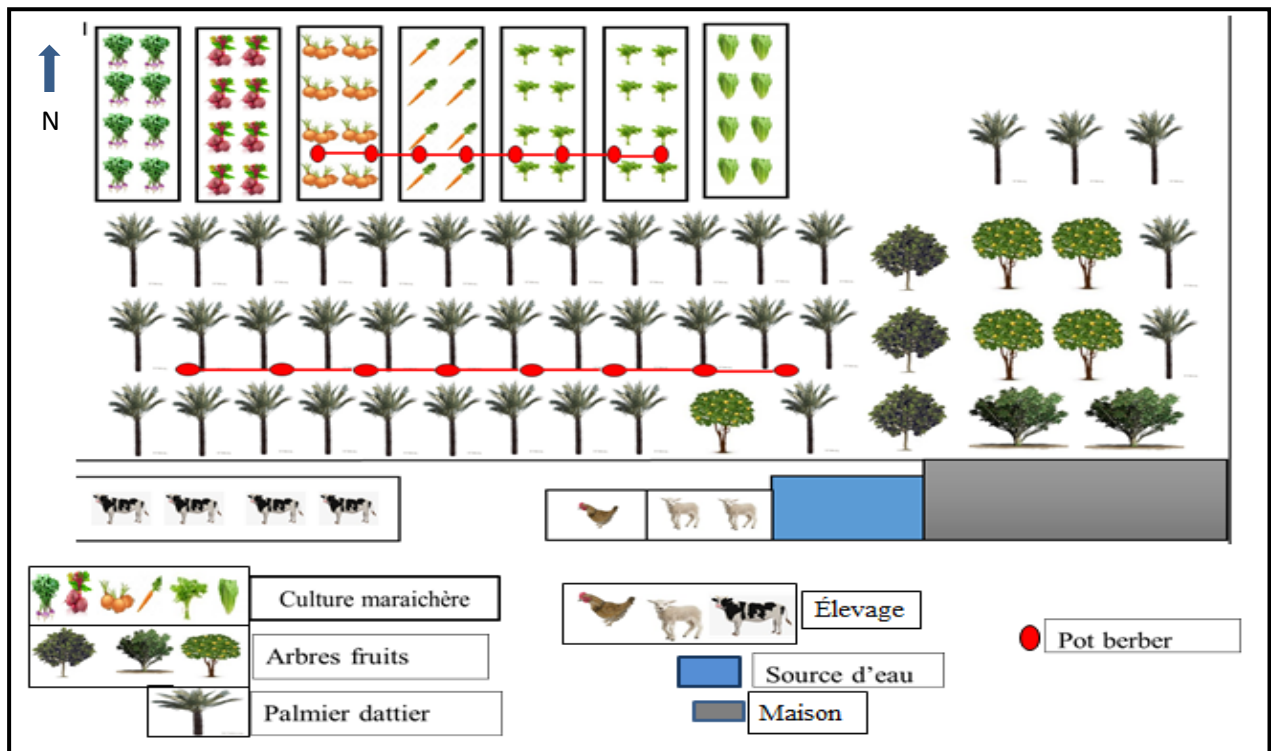 N
Culture maraichère
Élevage
Arbres fruits
Pot berber
Source d'eau
Palmier dattier
Maison